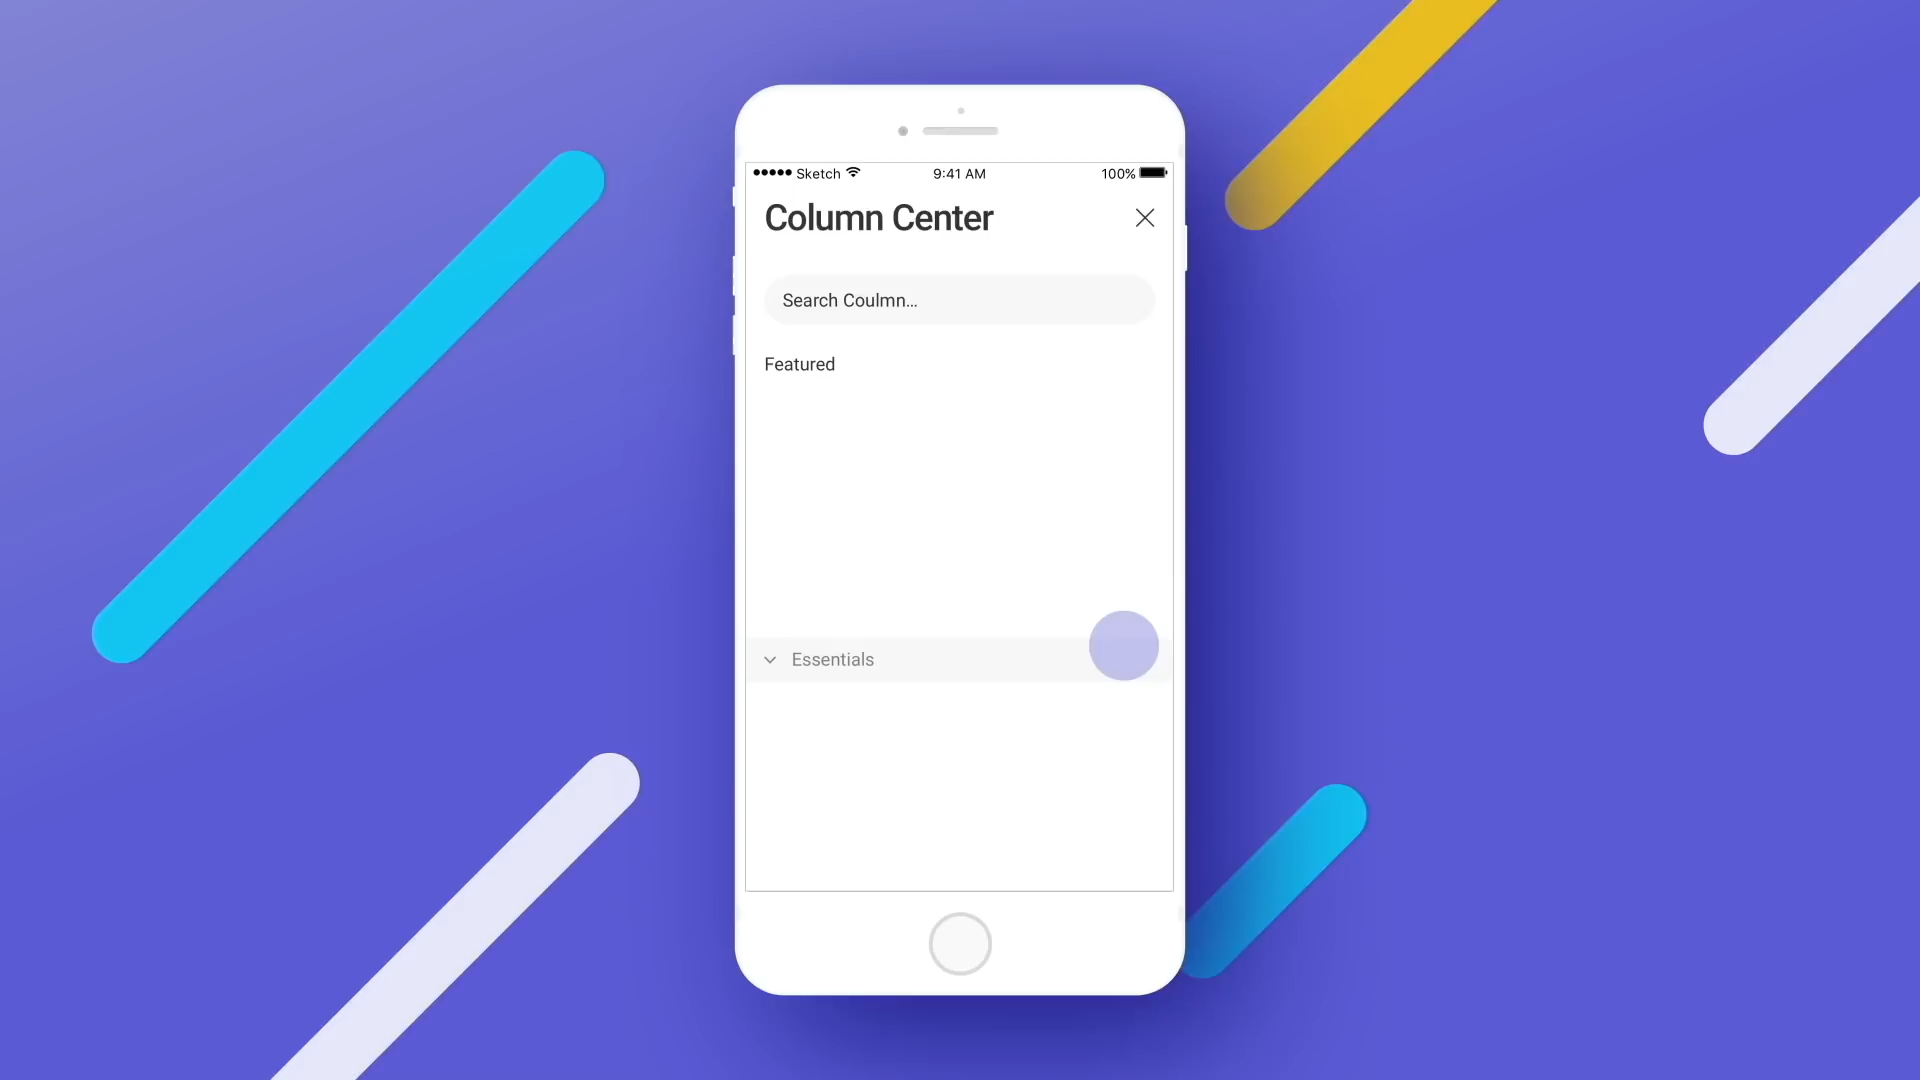 ●●●●● Sketch 9:41 AM 100%
Column Center
Search Coulmn...
Featured
Essentials